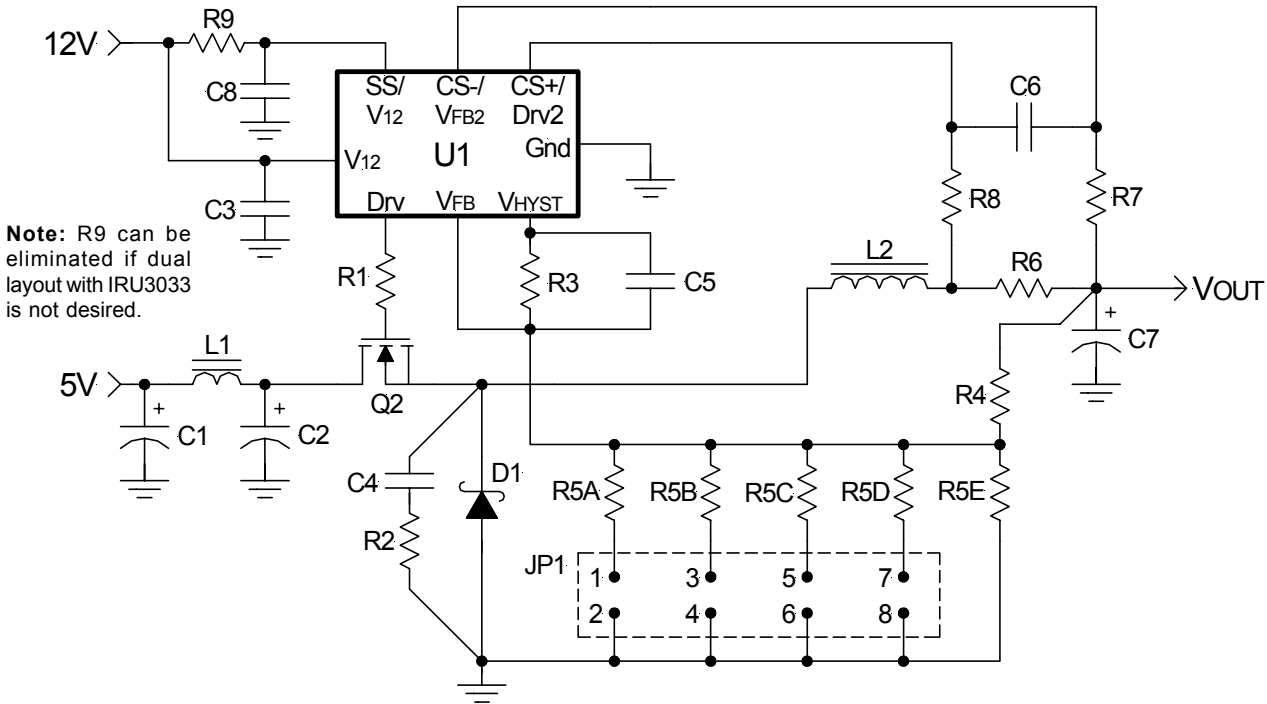 R9
12V
C8
SS/
V12
CS-/
VFB2
CS+/
Drv2
C6
U1
Gnd
V12
C3
Drv
VFB
VHYST
R8
R7
Note: R9 can be
eliminated if dual
layout with IRU3033
is not desired.
R1
R3
C5
L2
R6
VOUT
+
C7
L1
5V
Q2
R4
+
C1
+
C2
C4
D1
R5A
R5B
R5C
R5D
R5E
R2
JP1
1
3
5
7
2
4
6
8